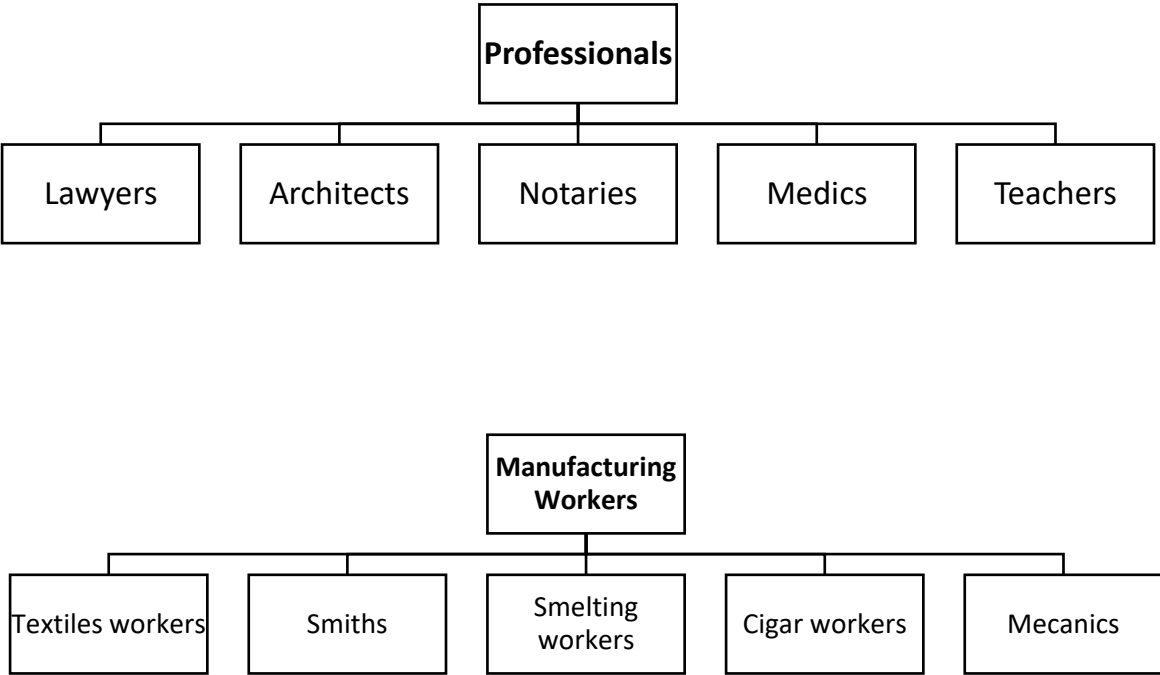 Professionals
Lawyers
Architects
Notaries
Medics
Teachers
Manufacturing
Workers
Textiles workers
Smiths
Smelting
workers
Cigar workers
Mecanics